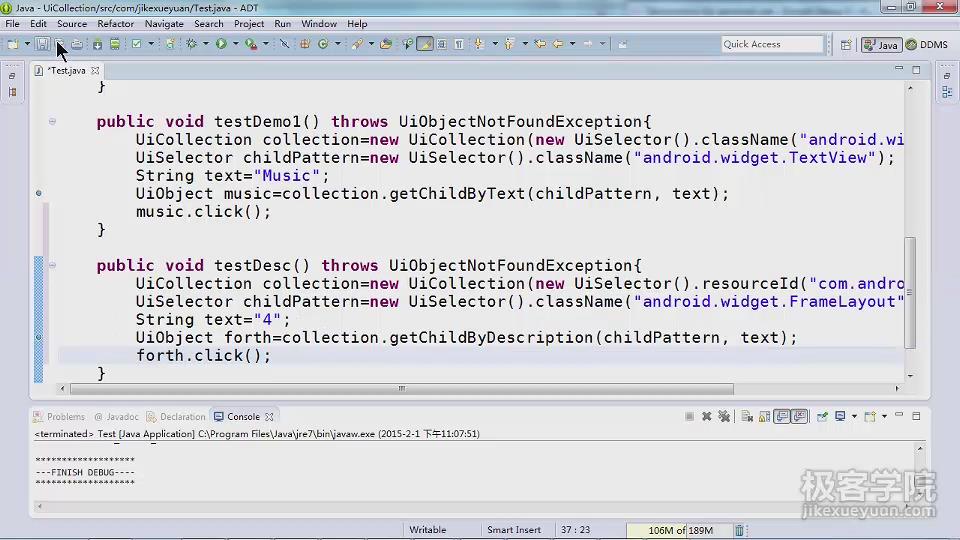 Java - UiCollection/src/com/jikexueyuan/Test.java - ADT
File Edit Source Refactor Navigate Search Project Run Window Help
Quick Access
Java
DDMS
*Test.java
}
public void testDemo1() throws UiObjectNotFoundException{
UiCollection collection=new UiCollection(new UiSelector().className("android.wi
UiSelector childPattern=new UiSelector().className("android.widget.TextView");
String text="Music";
UiObject music=collection.getChildByText(childPattern, text);
music.click();
}
public void testDesc() throws UiObjectNotFoundException{
UiCollection collection=new UiCollection(new UiSelector().resourceId("com.andro
UiSelector childPattern=new UiSelector().className("android.widget.FrameLayout"
String text="4";
UiObject forth=collection.getChildByDescription(childPattern, text);
forth.click();
}
Problems @ Javadoc Declaration Console
<terminated> Test [Java Application] C:\Program Files\Java\jre7\bin\javaw.exe (2015-2-1 下午11:07:51)
*******************
---FINISH DEBUG----
*******************
极客学院
jikexueyuan.com
Writable
Smart Insert
37 : 23
106M of 189M